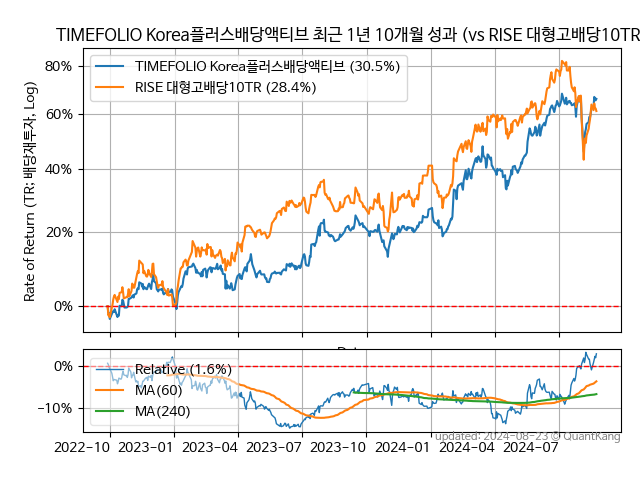 TIMEFOLIO Korea플러스배당액티브 최근 1년 10개월 성과 (vs RISE 대형고배당10TR
TIMEFOLIO Korea플러스배당액티브 (30.5%)
RISE 대형고배당10TR (28.4%)
Rate of Return (TR: 배당재투자, Log)
80%
60%
40%
20%
0%
Relative (1.6%)
MA(60)
MA(240)
0%
−10%
2022-10 2023-01 2023-04 2023-07 2023-10 2024-01 2024-04 2024-07
updated: 2024-08-23 © QuantKang